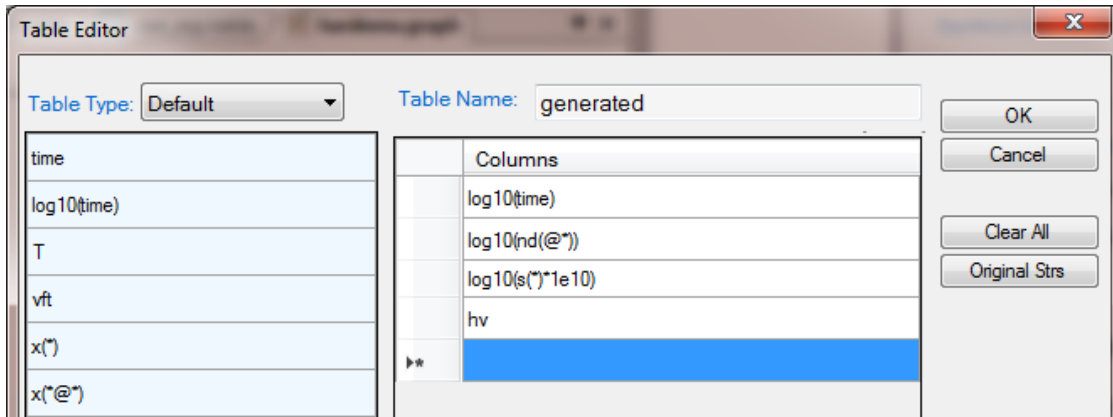 Table Editor
Table Type: Default
Table Name: generated
OK
Cancel
Clear All
Original Strs
time
log10(time)
T
vft
x(*)
x(*@*)
Columns
log10(time)
log10(nd(@*))
log10(s(*)*1e10)
hv